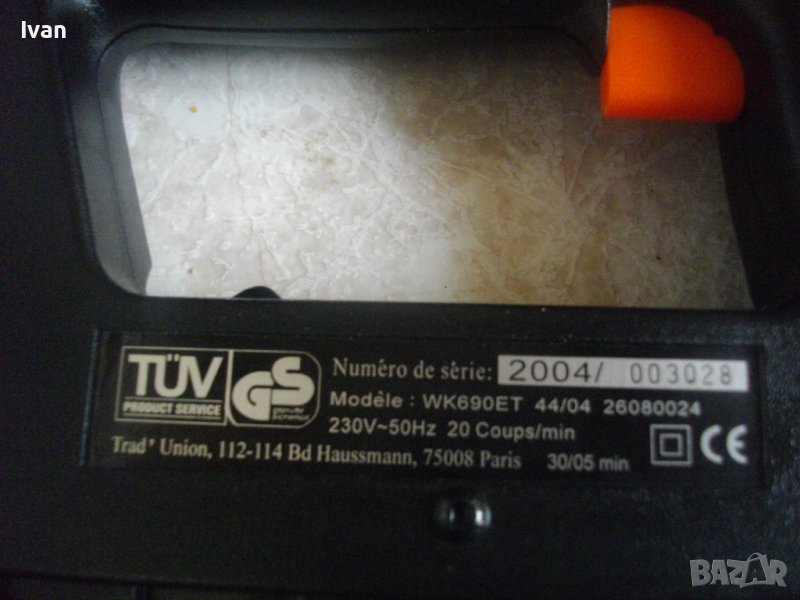 Ivan
TÜV
PRODUCT SERVICE
GS
Numéro de série: 2004/ 003028
Modèle : WK690ET 44/04 26080024
230V~50Hz 20 Coups/min
Trad' Union, 112-114 Bd Haussmann, 75008 Paris 30/05 min
CE
BAZAR